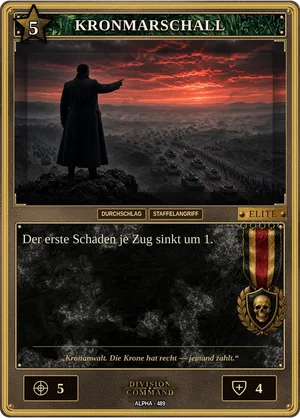 5
KRONMARSCHALL
DURCHSCHLAG
STAFFELANGRIFF
ELITE
Der erste Schaden je Zug sinkt um 1.
„Kronanwalt. Die Krone hat recht — jemand zahlt.“
5
DIVISION
COMMAND
4
ALPHA - 489